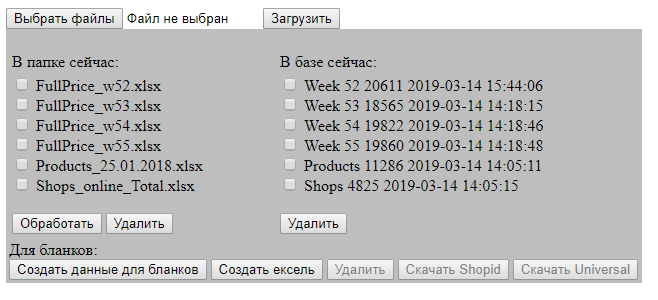 Выбрать файлы Файл не выбран Загрузить
В папке сейчас:
FullPrice_w52.xlsx
FullPrice_w53.xlsx
FullPrice_w54.xlsx
FullPrice_w55.xlsx
Products_25.01.2018.xlsx
Shops_online_Total.xlsx
Обработать Удалить
В базе сейчас:
Week 52 20611 2019-03-14 15:44:06
Week 53 18565 2019-03-14 14:18:15
Week 54 19822 2019-03-14 14:18:46
Week 55 19860 2019-03-14 14:18:48
Products 11286 2019-03-14 14:05:11
Shops 4825 2019-03-14 14:05:15
Удалить
Для бланков:
Создать данные для бланков Создать ексель Удалить Скачать Shopid Скачать Universal